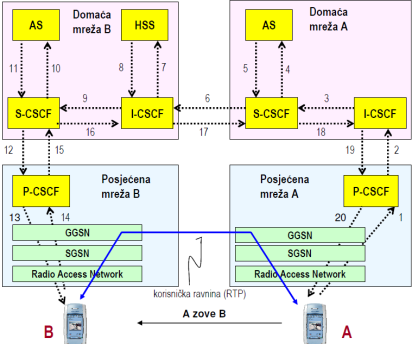 AS
HSS
Domaća
mreža B
11
10
8
7
S-CSCF
9
16
I-CSCF
6
17
AS
Domaća
mreža A
5
4
S-CSCF
3
18
I-CSCF
12
15
19
2
P-CSCF
Posjećena
mreža B
13
14
GGSN
SGSN
Radio Access Network
Posjećena
mreža A
P-CSCF
20
1
GGSN
SGSN
Radio Access Network
korisnička ravnina (RTP)
B
A zove B
A